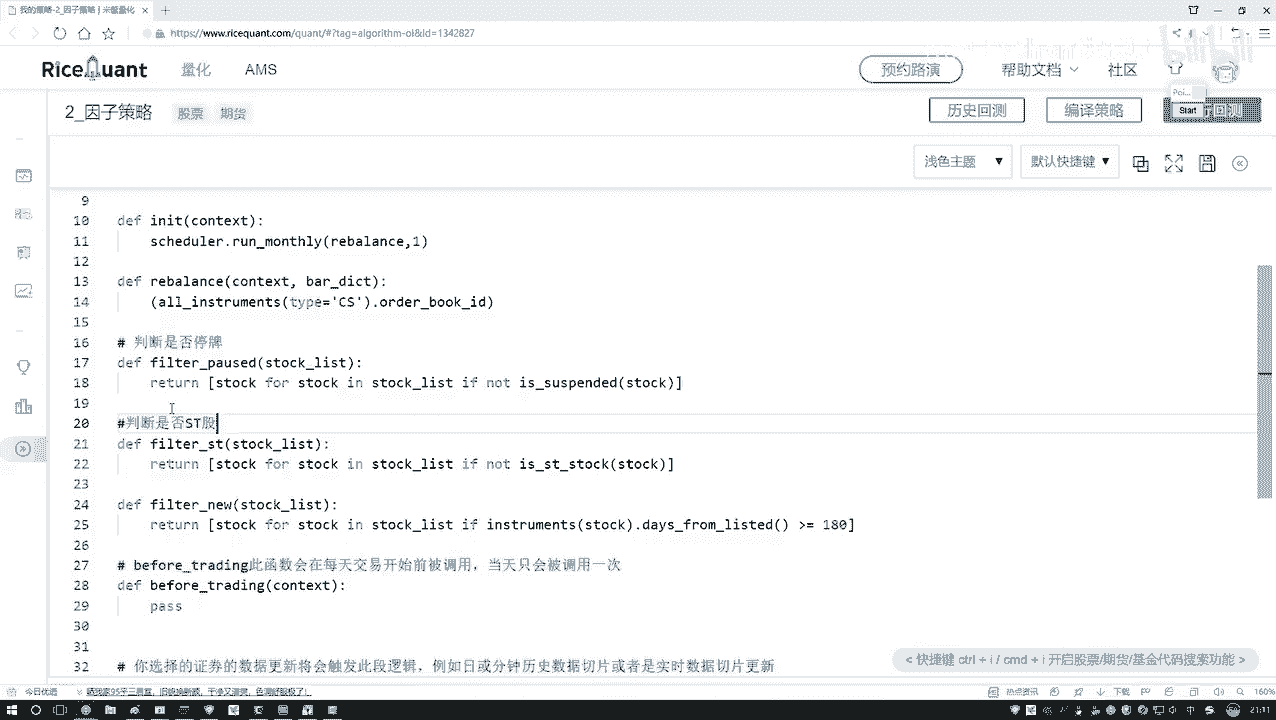 我的策略-2_因子策略 | 米筐量化
https://www.ricequant.com/quant/#?tag=algorithm-ol&id=1342827
RiceQuant 量化 AMS 预约路演 帮助文档 社区
2_因子策略 股票 期货 历史回测 编译策略
Poi...
Start
浅色主题 默认快捷键
9
10 def init(context):
11 scheduler.run_monthly(rebalance,1)
12
13 def rebalance(context, bar_dict):
14 (all_instruments(type='CS').order_book_id)
15
16 # 判断是否停牌
17 def filter_paused(stock_list):
18 return [stock for stock in stock_list if not is_suspended(stock)]
19
20 #判断是否ST股
21 def filter_st(stock_list):
22 return [stock for stock in stock_list if not is_st_stock(stock)]
23
24 def filter_new(stock_list):
25 return [stock for stock in stock_list if instruments(stock).days_from_listed() >= 180]
26
27 # before_trading此函数会在每天交易开始前被调用，当天只会被调用一次
28 def before_trading(context):
29 pass
30
31
32 # 你选择的证券的数据更新将会触发此段逻辑，例如日或分钟历史数据切片或者是实时数据切片更新
< 快捷键 ctrl + i / cmd + i 开启股票/期货/基金代码搜索功能 >
今日优选
热点资讯 下载 160%
中 21:11